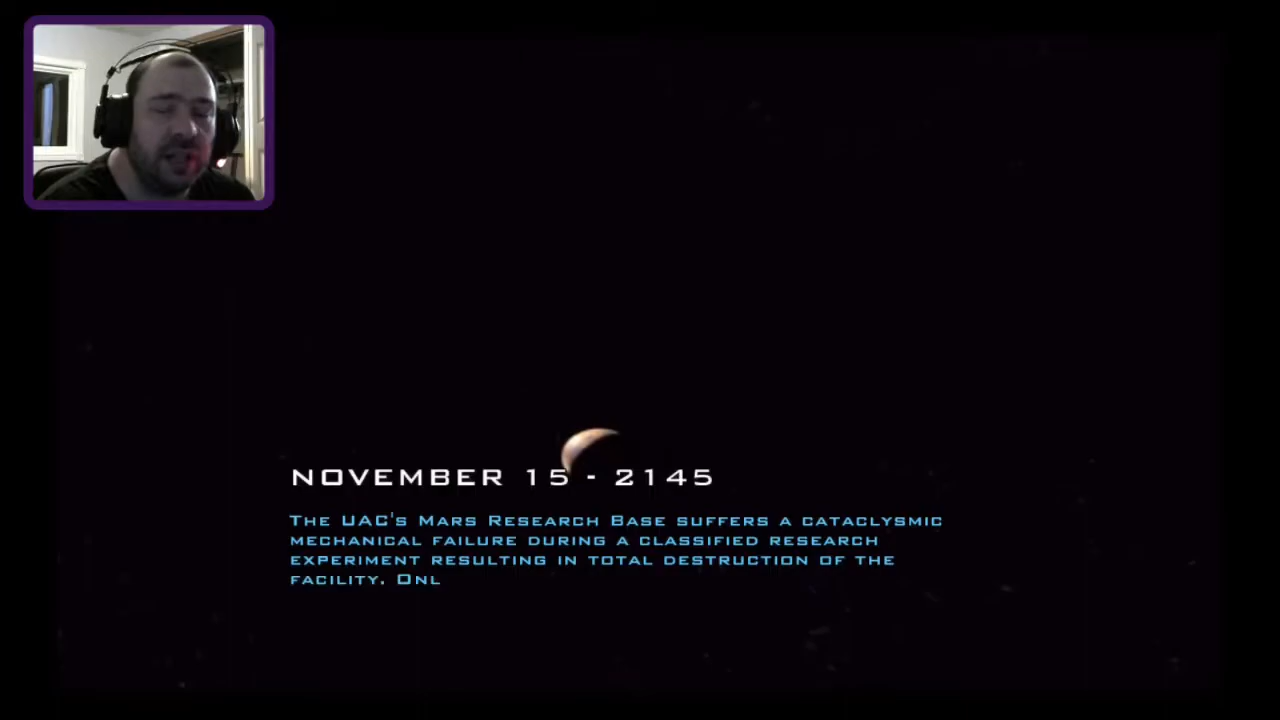 NOVEMBER 15 - 2145
The UAC's Mars Research Base suffers a cataclysmic
mechanical failure during a classified research
experiment resulting in total destruction of the
facility. Onl